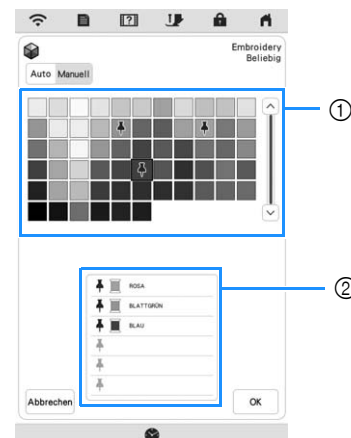 Embroidery
Beliebig
Auto Manuell
①
②
ROSA
BLATTGRÜN
BLAU
Abbrechen
OK